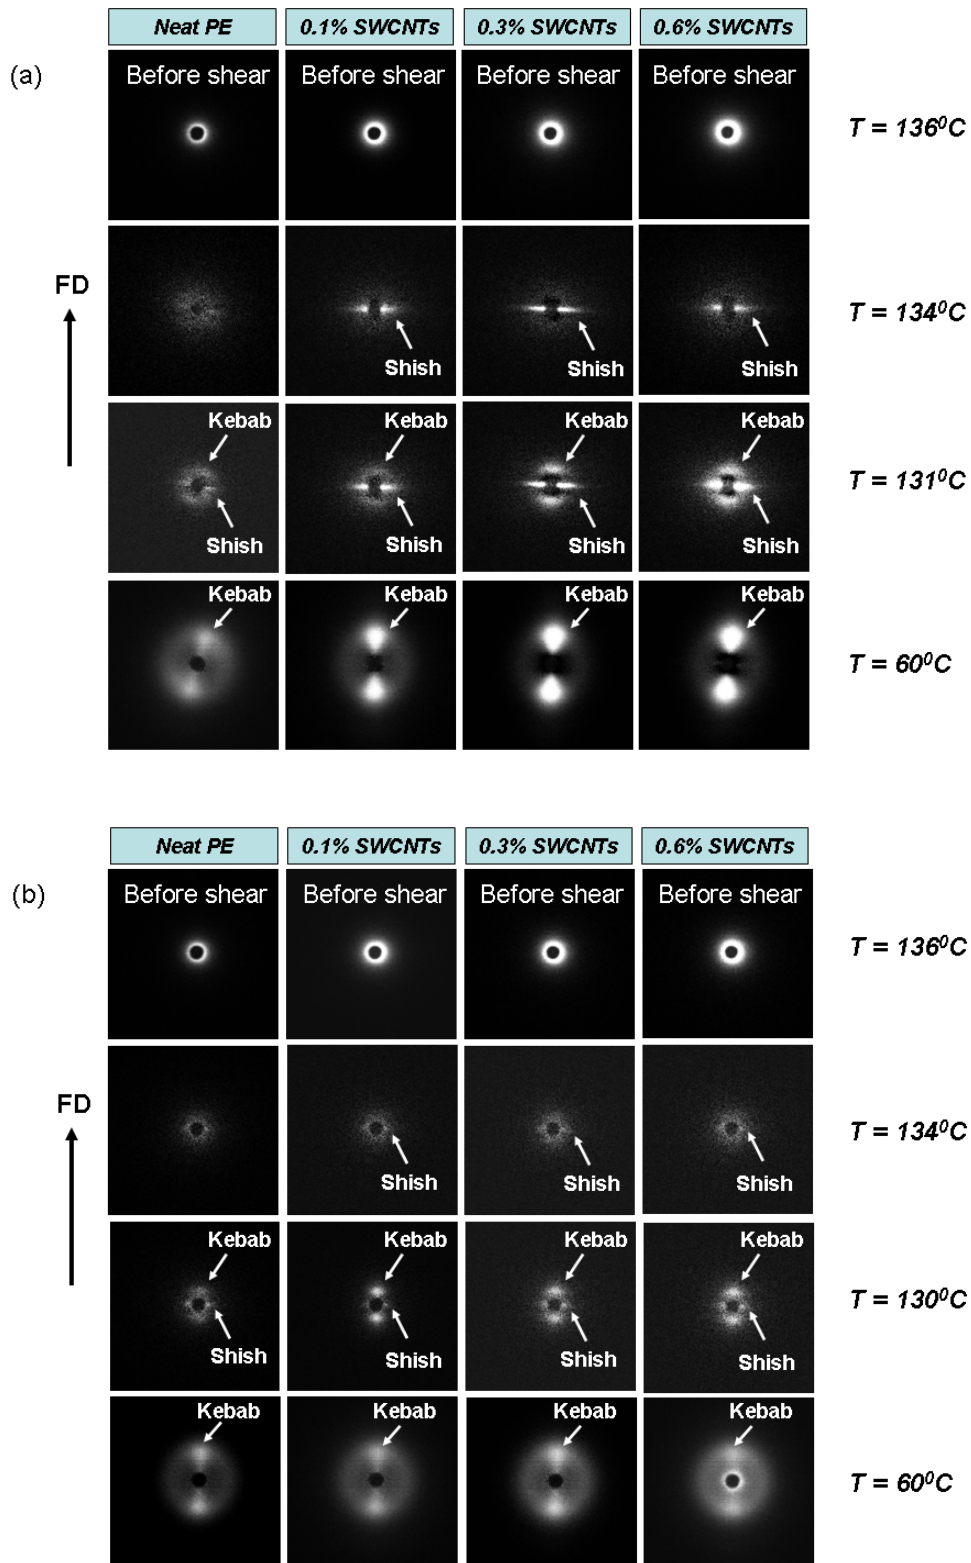 Neat PE 0.1% SWCNTs 0.3% SWCNTs 0.6% SWCNTs
(a)
Before shear Before shear Before shear Before shear
T = 136⁰C
FD
T = 134⁰C
Shish Shish Shish
Kebab Kebab Kebab Kebab
T = 131⁰C
Shish Shish Shish Shish
Kebab Kebab Kebab Kebab
T = 60⁰C
Neat PE 0.1% SWCNTs 0.3% SWCNTs 0.6% SWCNTs
(b)
Before shear Before shear Before shear Before shear
T = 136⁰C
FD
T = 134⁰C
Shish Shish Shish
Kebab Kebab Kebab Kebab
T = 130⁰C
Shish Shish Shish Shish
Kebab Kebab Kebab Kebab
T = 60⁰C